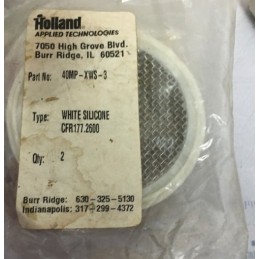 Holland
APPLIED TECHNOLOGIES
7050 High Grove Blvd.
Burr Ridge, IL 60521
Part No: 40MP-XWS-3
Type: WHITE SILICONE
CFR177.2600
Qty: 2
Burr Ridge: 630-325-5130
Indianapolis: 317-299-4372